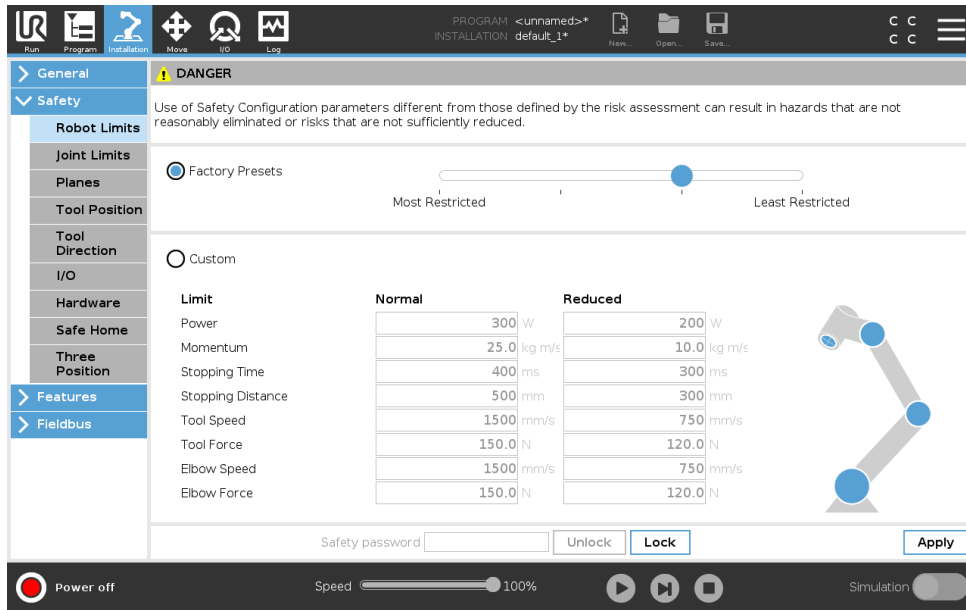 PROGRAM <unnamed>*
INSTALLATION default_1*
UR
Run
Program
Installation
Move
I/O
Log
New...
Open...
Save...
C C
C C
General
Safety
Robot Limits
Joint Limits
Planes
Tool Position
Tool
Direction
I/O
Hardware
Safe Home
Three
Position
Features
Fieldbus
DANGER
Use of Safety Configuration parameters different from those defined by the risk assessment can result in hazards that are not
reasonably eliminated or risks that are not sufficiently reduced.
Factory Presets
Most Restricted Least Restricted
Custom
Limit Normal Reduced
Power 300 W 200 W
Momentum 25.0 kg m/s 10.0 kg m/s
Stopping Time 400 ms 300 ms
Stopping Distance 500 mm 300 mm
Tool Speed 1500 mm/s 750 mm/s
Tool Force 150.0 N 120.0 N
Elbow Speed 1500 mm/s 750 mm/s
Elbow Force 150.0 N 120.0 N
Safety password Unlock Lock Apply
Power off Speed 100% Simulation